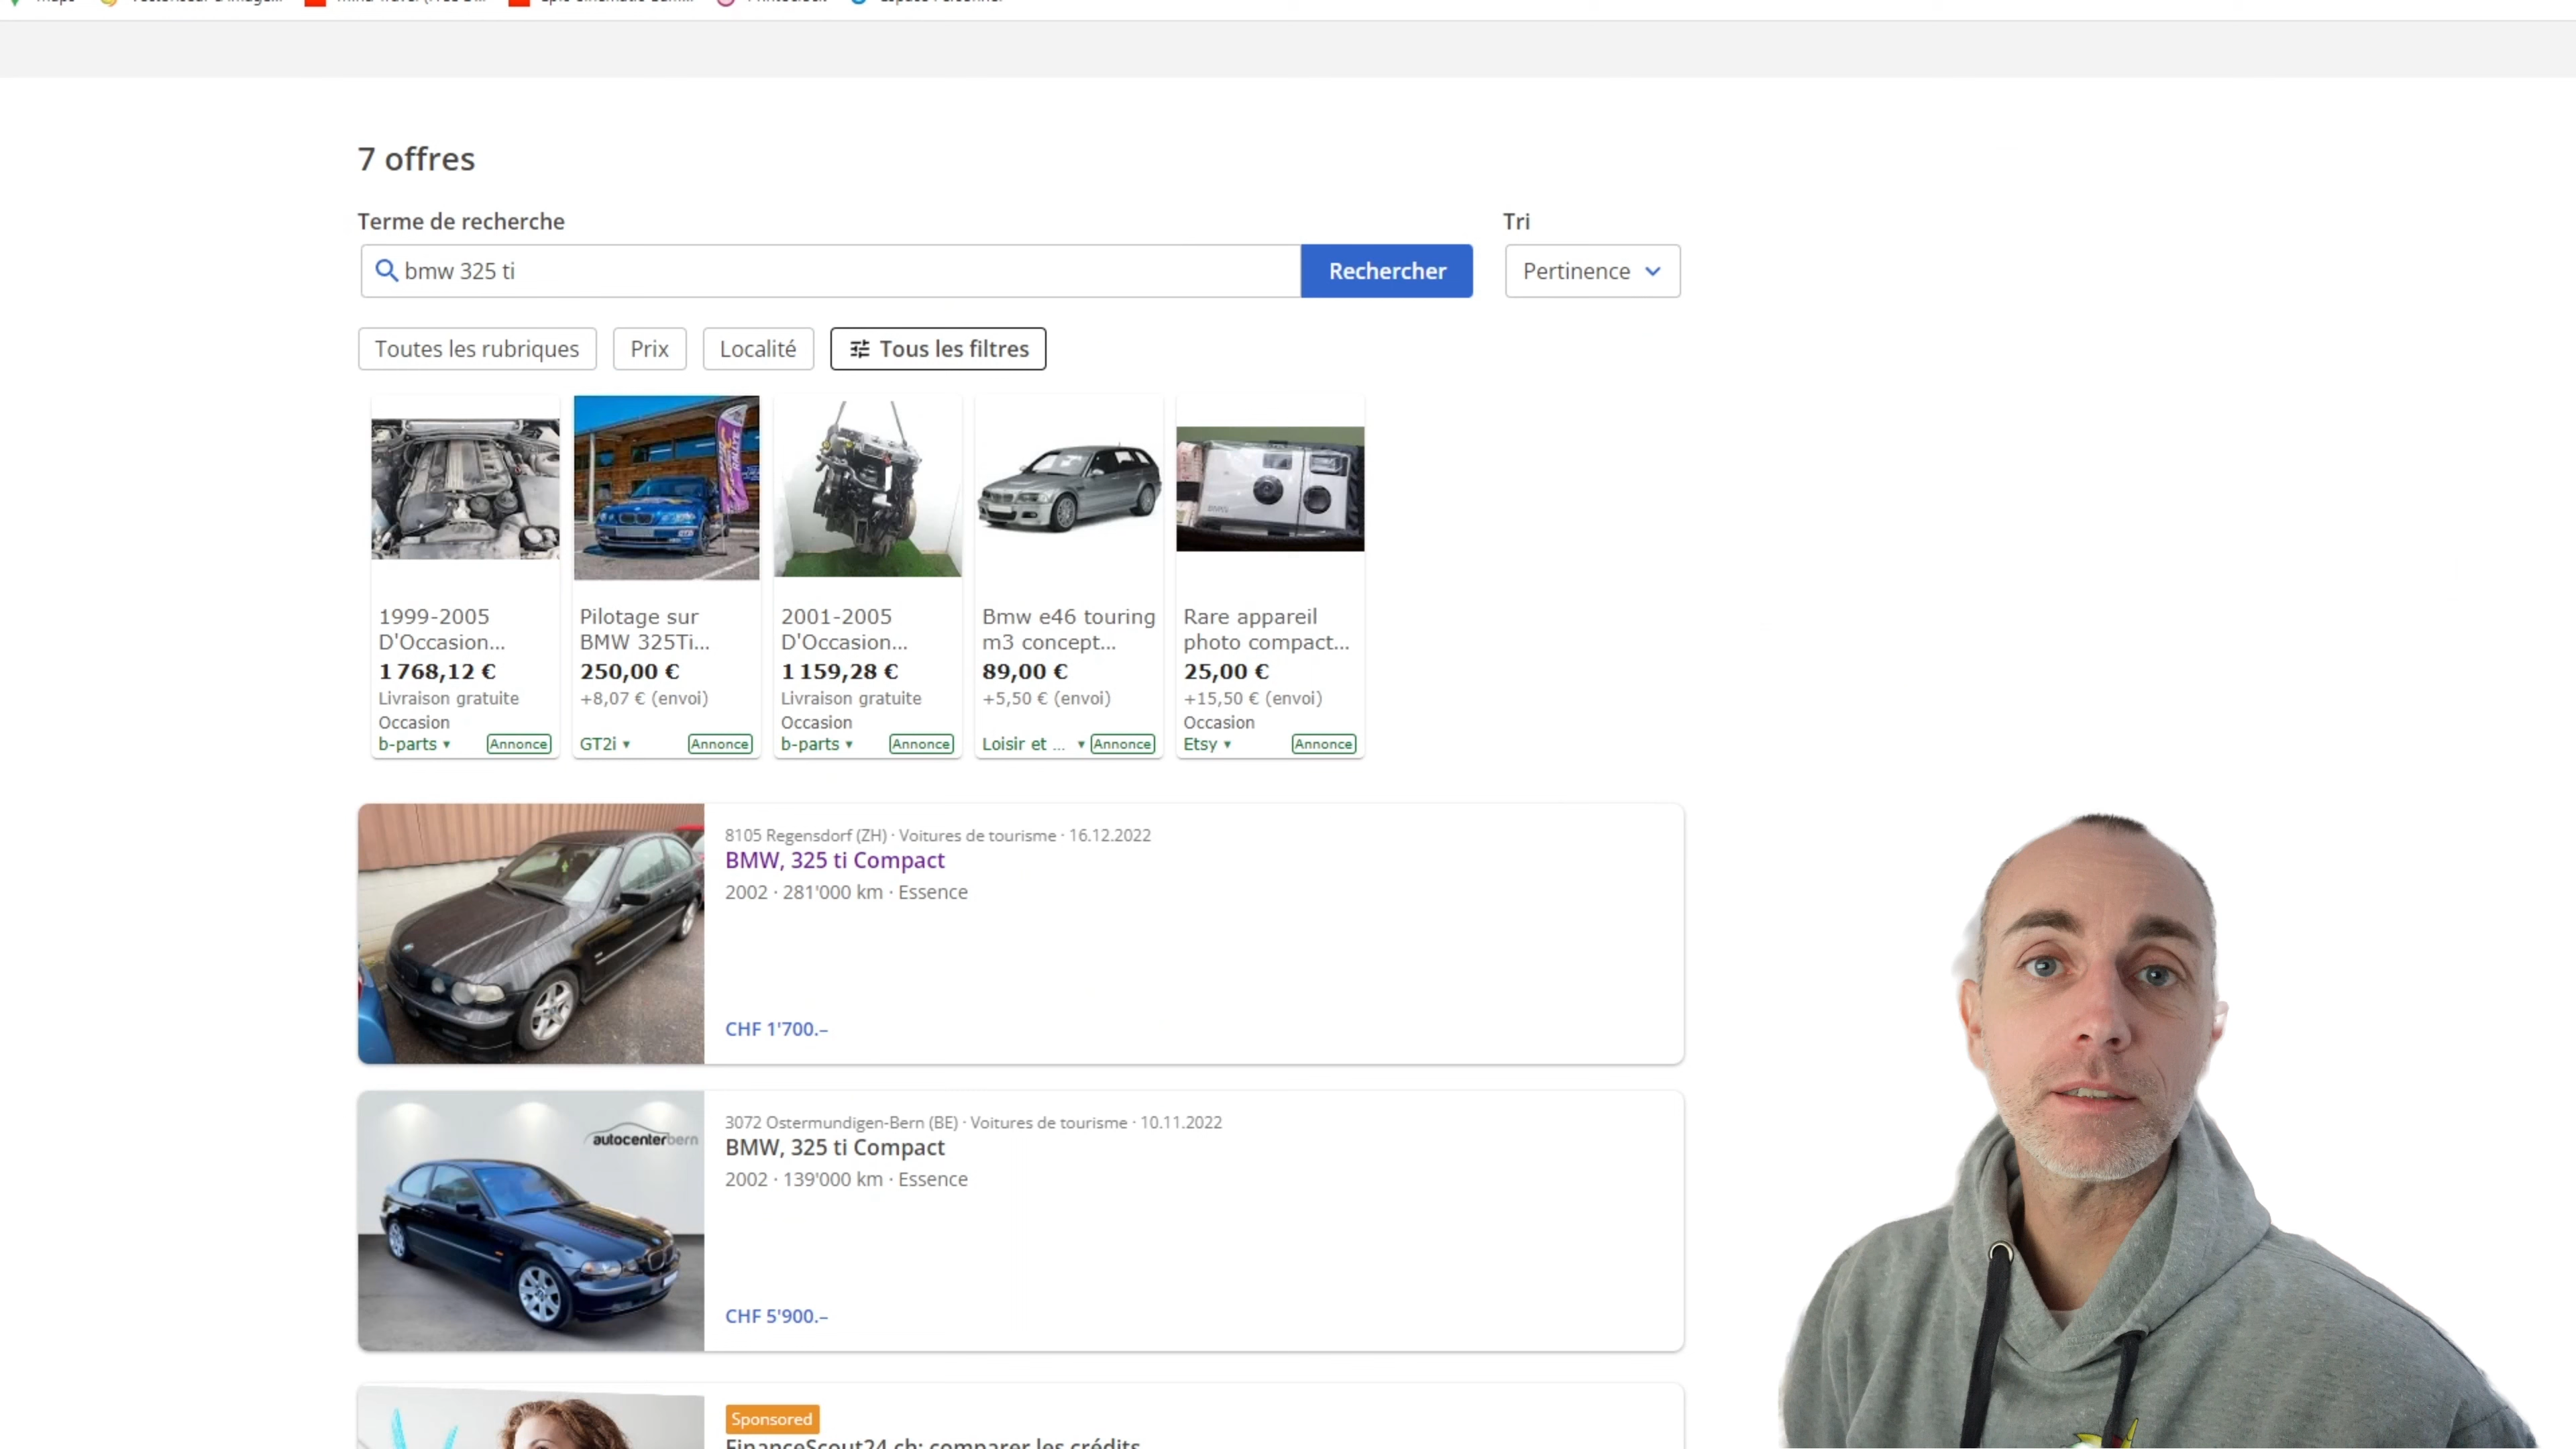 7 offres
Terme de recherche
Tri
bmw 325 ti
Rechercher
Pertinence
Toutes les rubriques
Prix
Localité
Tous les filtres
1999-2005
D'Occasion...
1 768,12 €
Livraison gratuite
Occasion
b-parts ▾
Annonce
Pilotage sur
BMW 325Ti...
250,00 €
+8,07 € (envoi)
GT2i ▾
Annonce
2001-2005
D'Occasion...
1 159,28 €
Livraison gratuite
Occasion
b-parts ▾
Annonce
Bmw e46 touring
m3 concept...
89,00 €
+5,50 € (envoi)
Loisir et ... ▾
Annonce
Rare appareil
photo compact...
25,00 €
+15,50 € (envoi)
Occasion
Etsy ▾
Annonce
8105 Regensdorf (ZH) · Voitures de tourisme · 16.12.2022
BMW, 325 ti Compact
2002 · 281'000 km · Essence
CHF 1'700.–
autocenterbern
3072 Ostermundigen-Bern (BE) · Voitures de tourisme · 10.11.2022
BMW, 325 ti Compact
2002 · 139'000 km · Essence
CHF 5'900.–
Sponsored
FinanceScout24.ch: comparer les crédits